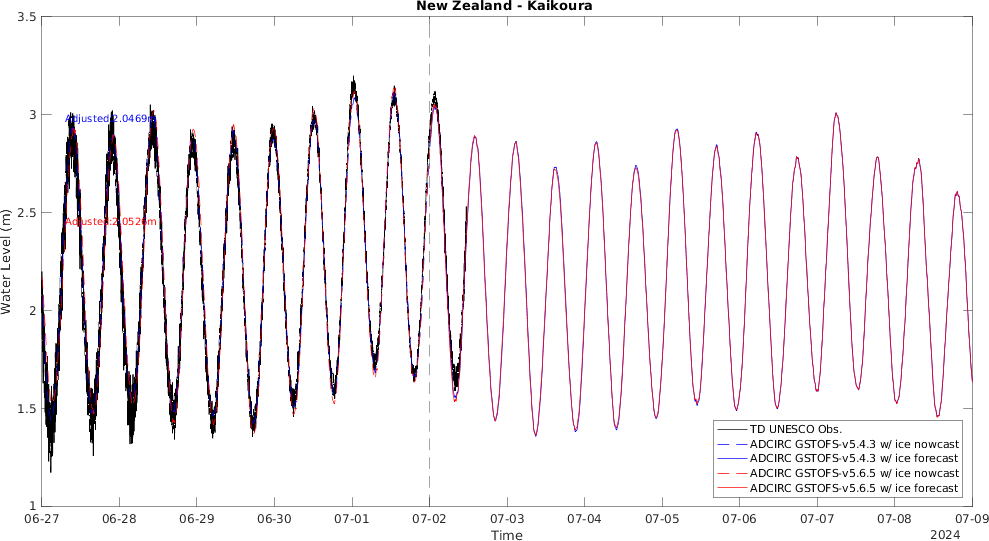 New Zealand - Kaikoura
3.5
3
2.5
2
1.5
1
Water Level (m)
Adjusted:2.0469m
Adjusted:2.0526m
TD UNESCO Obs.
ADCIRC GSTOFS-v5.4.3 w/ ice nowcast
ADCIRC GSTOFS-v5.4.3 w/ ice forecast
ADCIRC GSTOFS-v5.6.5 w/ ice nowcast
ADCIRC GSTOFS-v5.6.5 w/ ice forecast
06-27 06-28 06-29 06-30 07-01 07-02 07-03 07-04 07-05 07-06 07-07 07-08 07-09
Time
2024